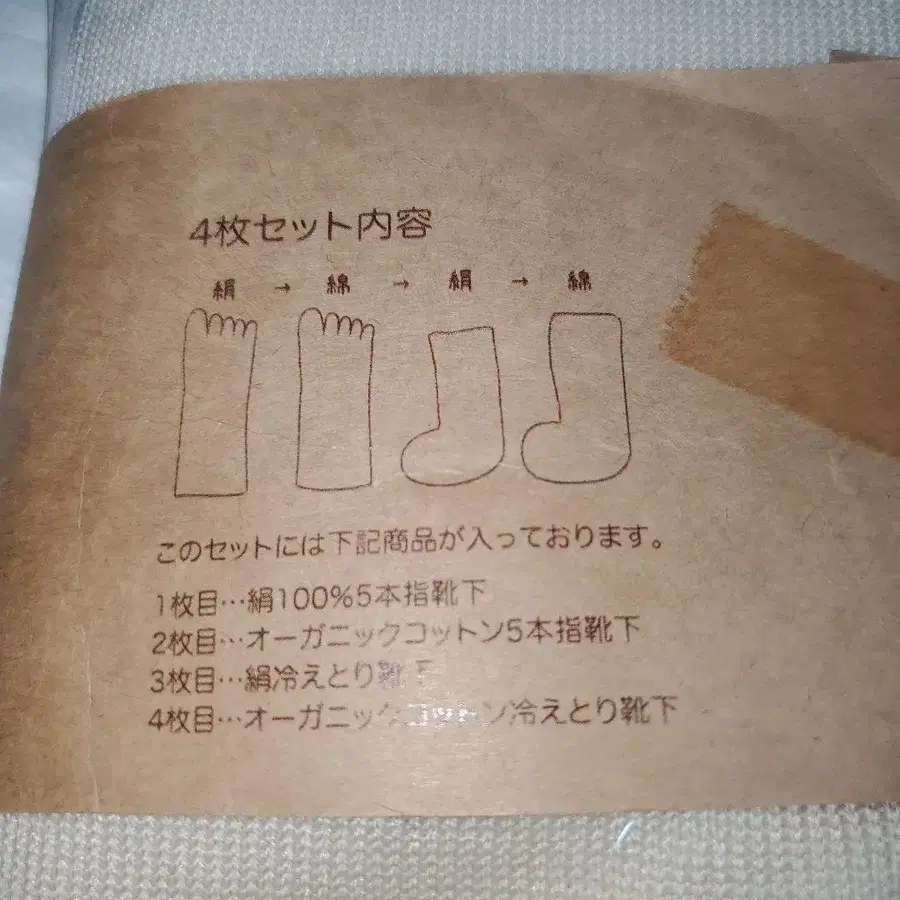 4枚セット内容
絹 → 綿 → 絹 → 綿
このセットには下記商品が入っております。
1枚目…絹100%5本指靴下
2枚目…オーガニックコットン5本指靴下
3枚目…絹冷えとり靴下
4枚目…オーガニックコットン冷えとり靴下